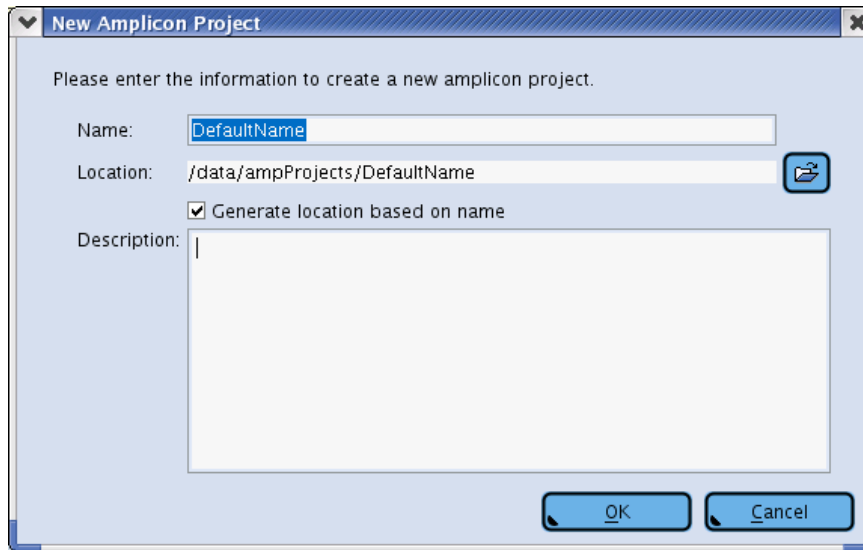 New Amplicon Project
Please enter the information to create a new amplicon project.
Name: DefaultName
Location: /data/ampProjects/DefaultName
Generate location based on name
Description:
OK Cancel